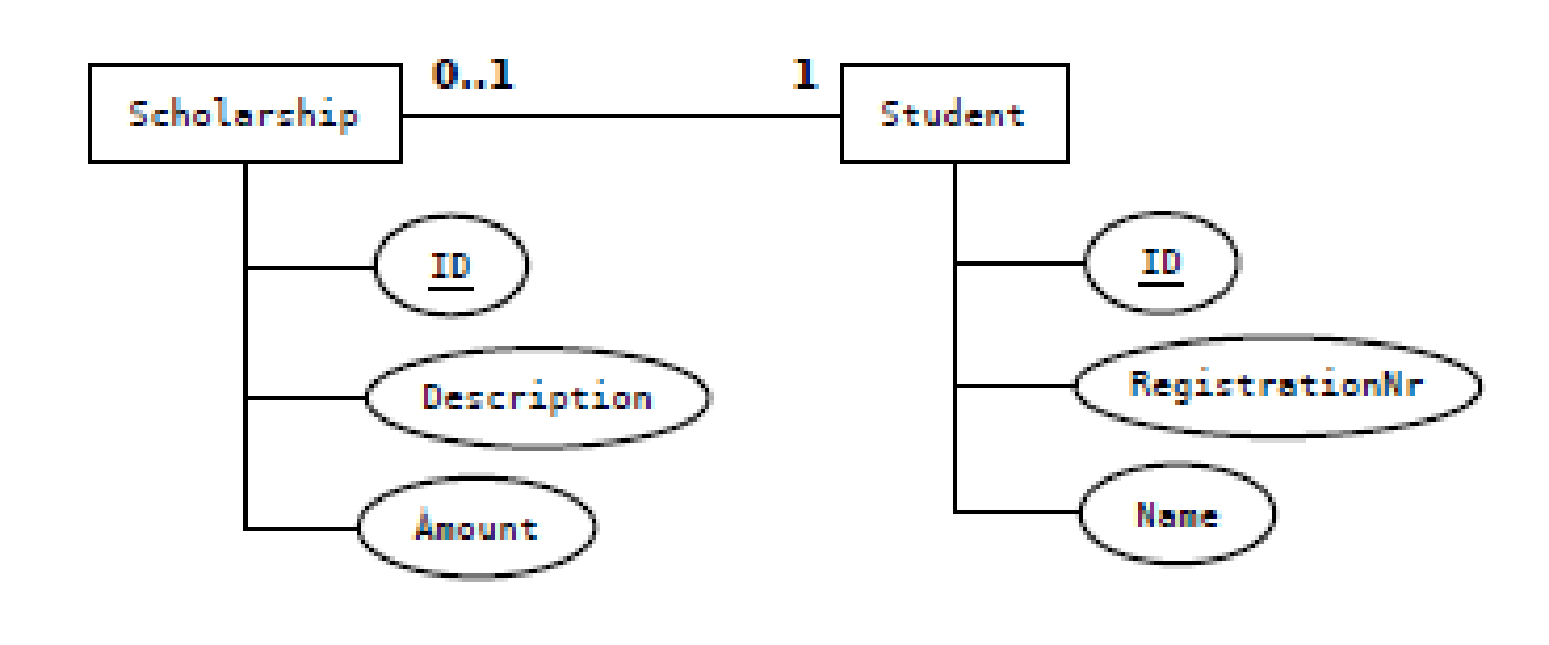 0..1
1
Scholarship
Student
ID
ID
Description
RegistrationNr
Amount
Name